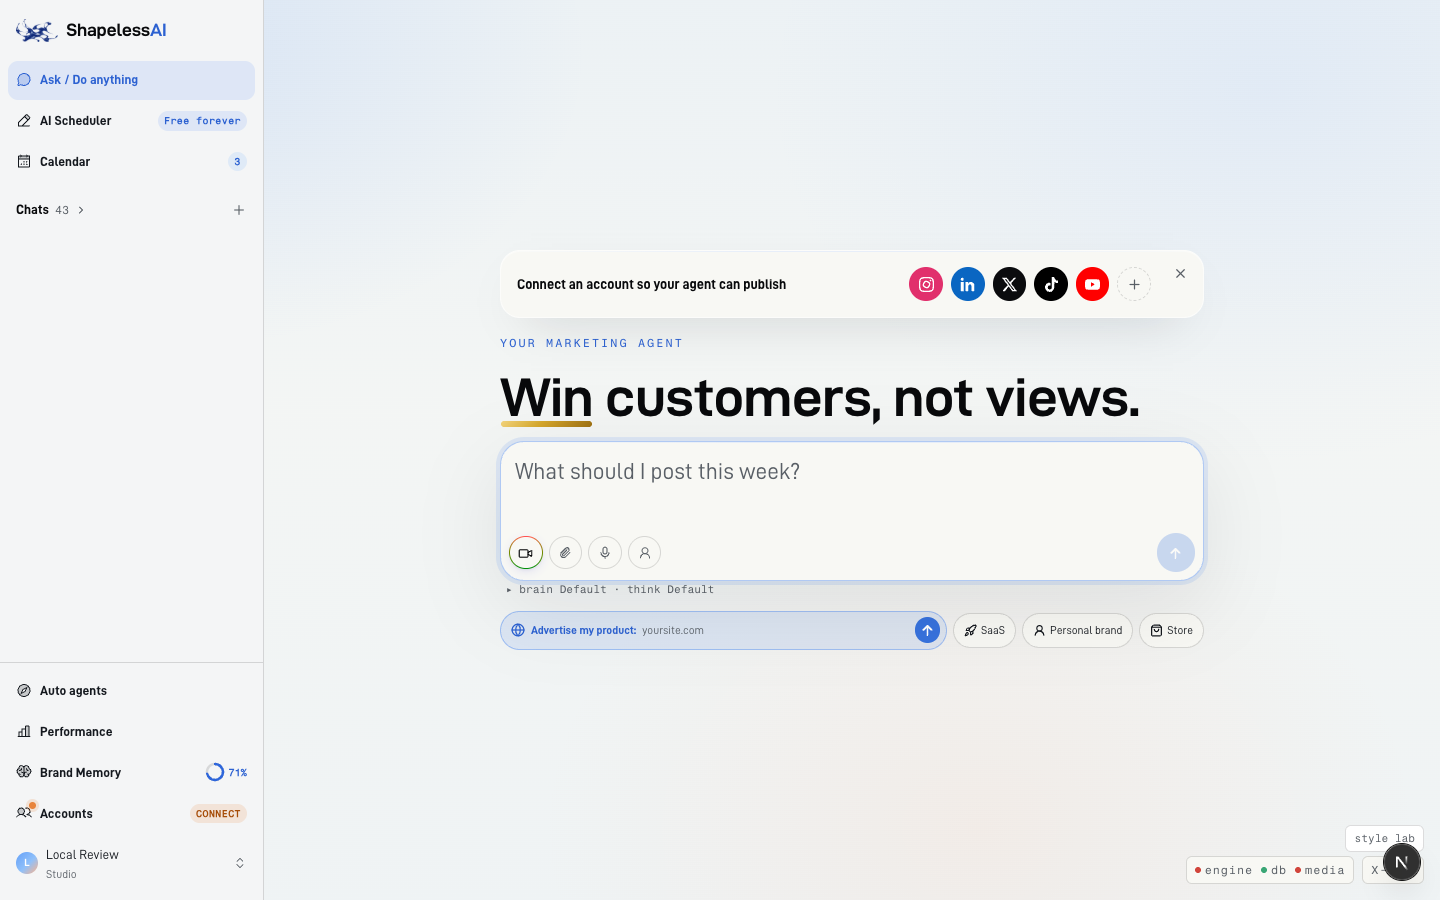 ShapelessAI
Ask / Do anything
AI Scheduler Free forever
Calendar 3
Chats 43
Connect an account so your agent can publish
YOUR MARKETING AGENT
Win customers, not views.
What should I post this week?
brain Default · think Default
Advertise my product: yoursite.com
SaaS
Personal brand
Store
Auto agents
Performance
Brand Memory 71%
Accounts CONNECT
L Local Review
Studio
style lab
engine db media
X-
N